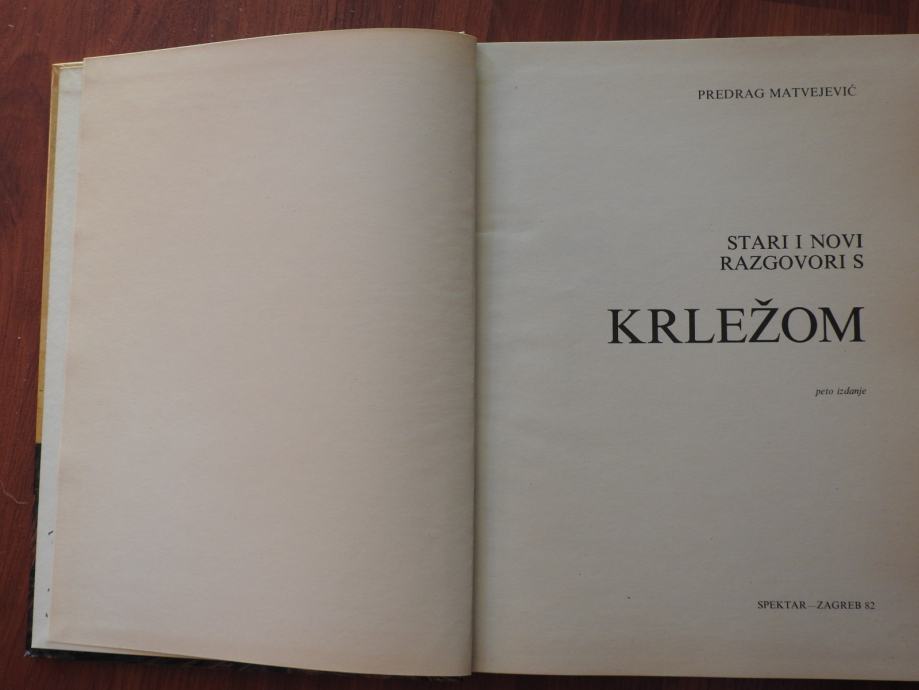 PREDRAG MATVEJEVIĆ
STARI I NOVI
RAZGOVORI S
KRLEŽOM
peto izdanje
SPEKTAR—ZAGREB 82